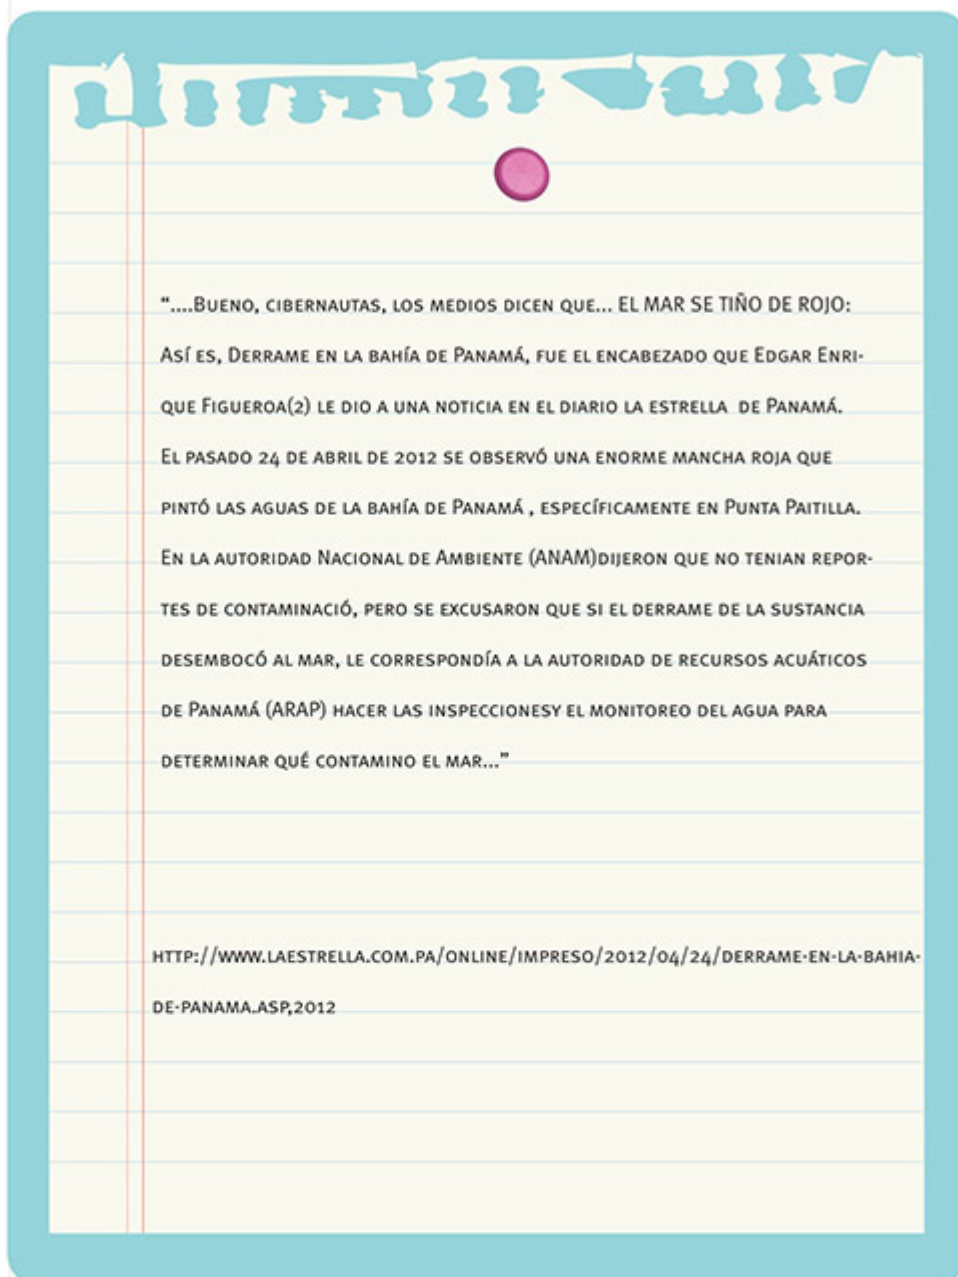 “....Bueno, cibernautas, los medios dicen que... EL MAR SE TIÑO DE ROJO:
Así es, Derrame en la bahía de Panamá, fue el encabezado que Edgar Enri-
que Figueroa(2) le dio a una noticia en el diario la estrella de Panamá.
El pasado 24 de abril de 2012 se observó una enorme mancha roja que
pintó las aguas de la bahía de Panamá , específicamente en Punta Paitilla.
En la autoridad Nacional de Ambiente (ANAM)dijeron que no tenian repor-
tes de contaminació, pero se excusaron que si el derrame de la sustancia
desembocó al mar, le correspondía a la autoridad de recursos acuáticos
de Panamá (ARAP) hacer las inspeccionesy el monitoreo del agua para
determinar qué contamino el mar...”
http://www.laestrella.com.pa/online/impreso/2012/04/24/derrame-en-la-bahia-
de-panama.asp,2012